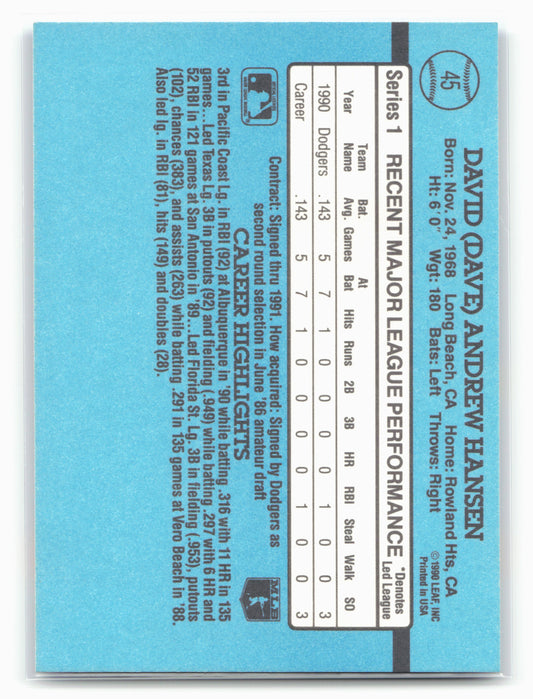 45
DAVID (DAVE) ANDREW HANSEN
Born: Nov. 24, 1968 Long Beach, CA Home: Rowland Hts, CA
Ht: 6' 0" Wgt: 180 Bats: Left Throws: Right
©1990 LEAF, INC
Printed in USA
Series 1 RECENT MAJOR LEAGUE PERFORMANCE *Denotes Led League
Year Team Name Bat. Avg. Games At Bat Hits Runs 2B 3B HR RBI Steal Walk SO
1990 Dodgers .143 5 7 1 0 0 0 0 1 0 0 3
Career .143 5 7 1 0 0 0 0 1 0 0 3
Contract: Signed thru 1991. How acquired: Signed by Dodgers as
second round selection in June '86 amateur draft
CAREER HIGHLIGHTS
MLB
3rd in Pacific Coast Lg. in RBI (92) at Albuquerque in '90 while batting .316 with 11 HR in 135
games...Led Texas Lg. 3B in putouts (92) and fielding (.949) while batting .297 with 6 HR and
52 RBI in 121 games at San Antonio in '89...Led Florida St. Lg. 3B in fielding (.953), putouts
(102), chances (383), and assists (263) while batting .291 in 135 games at Vero Beach in '88.
Also led lg. in RBI (81), hits (149) and doubles (28).